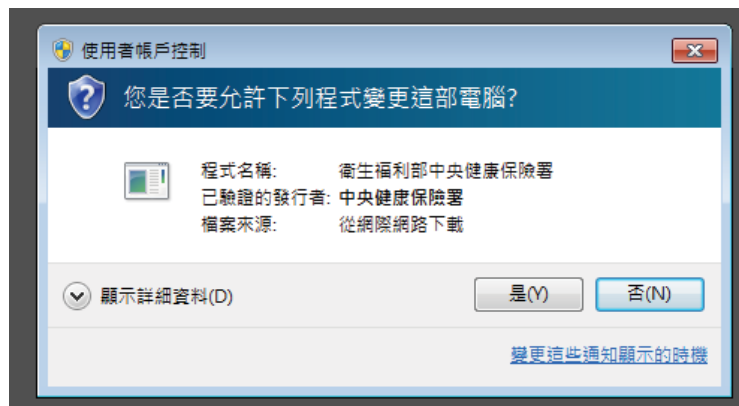 使用者帳戶控制
您是否要允許下列程式變更這部電腦?
程式名稱: 衛生福利部中央健康保險署
已驗證的發行者: 中央健康保險署
檔案來源: 從網際網路下載
顯示詳細資料(D)
是(Y)
否(N)
變更這些通知顯示的時機